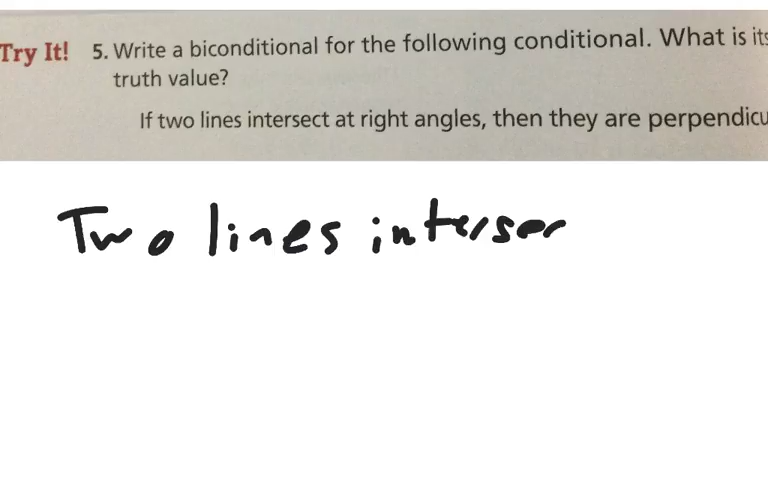 Try It! 5. Write a biconditional for the following conditional. What is its
truth value?
If two lines intersect at right angles, then they are perpendicu
Two lines